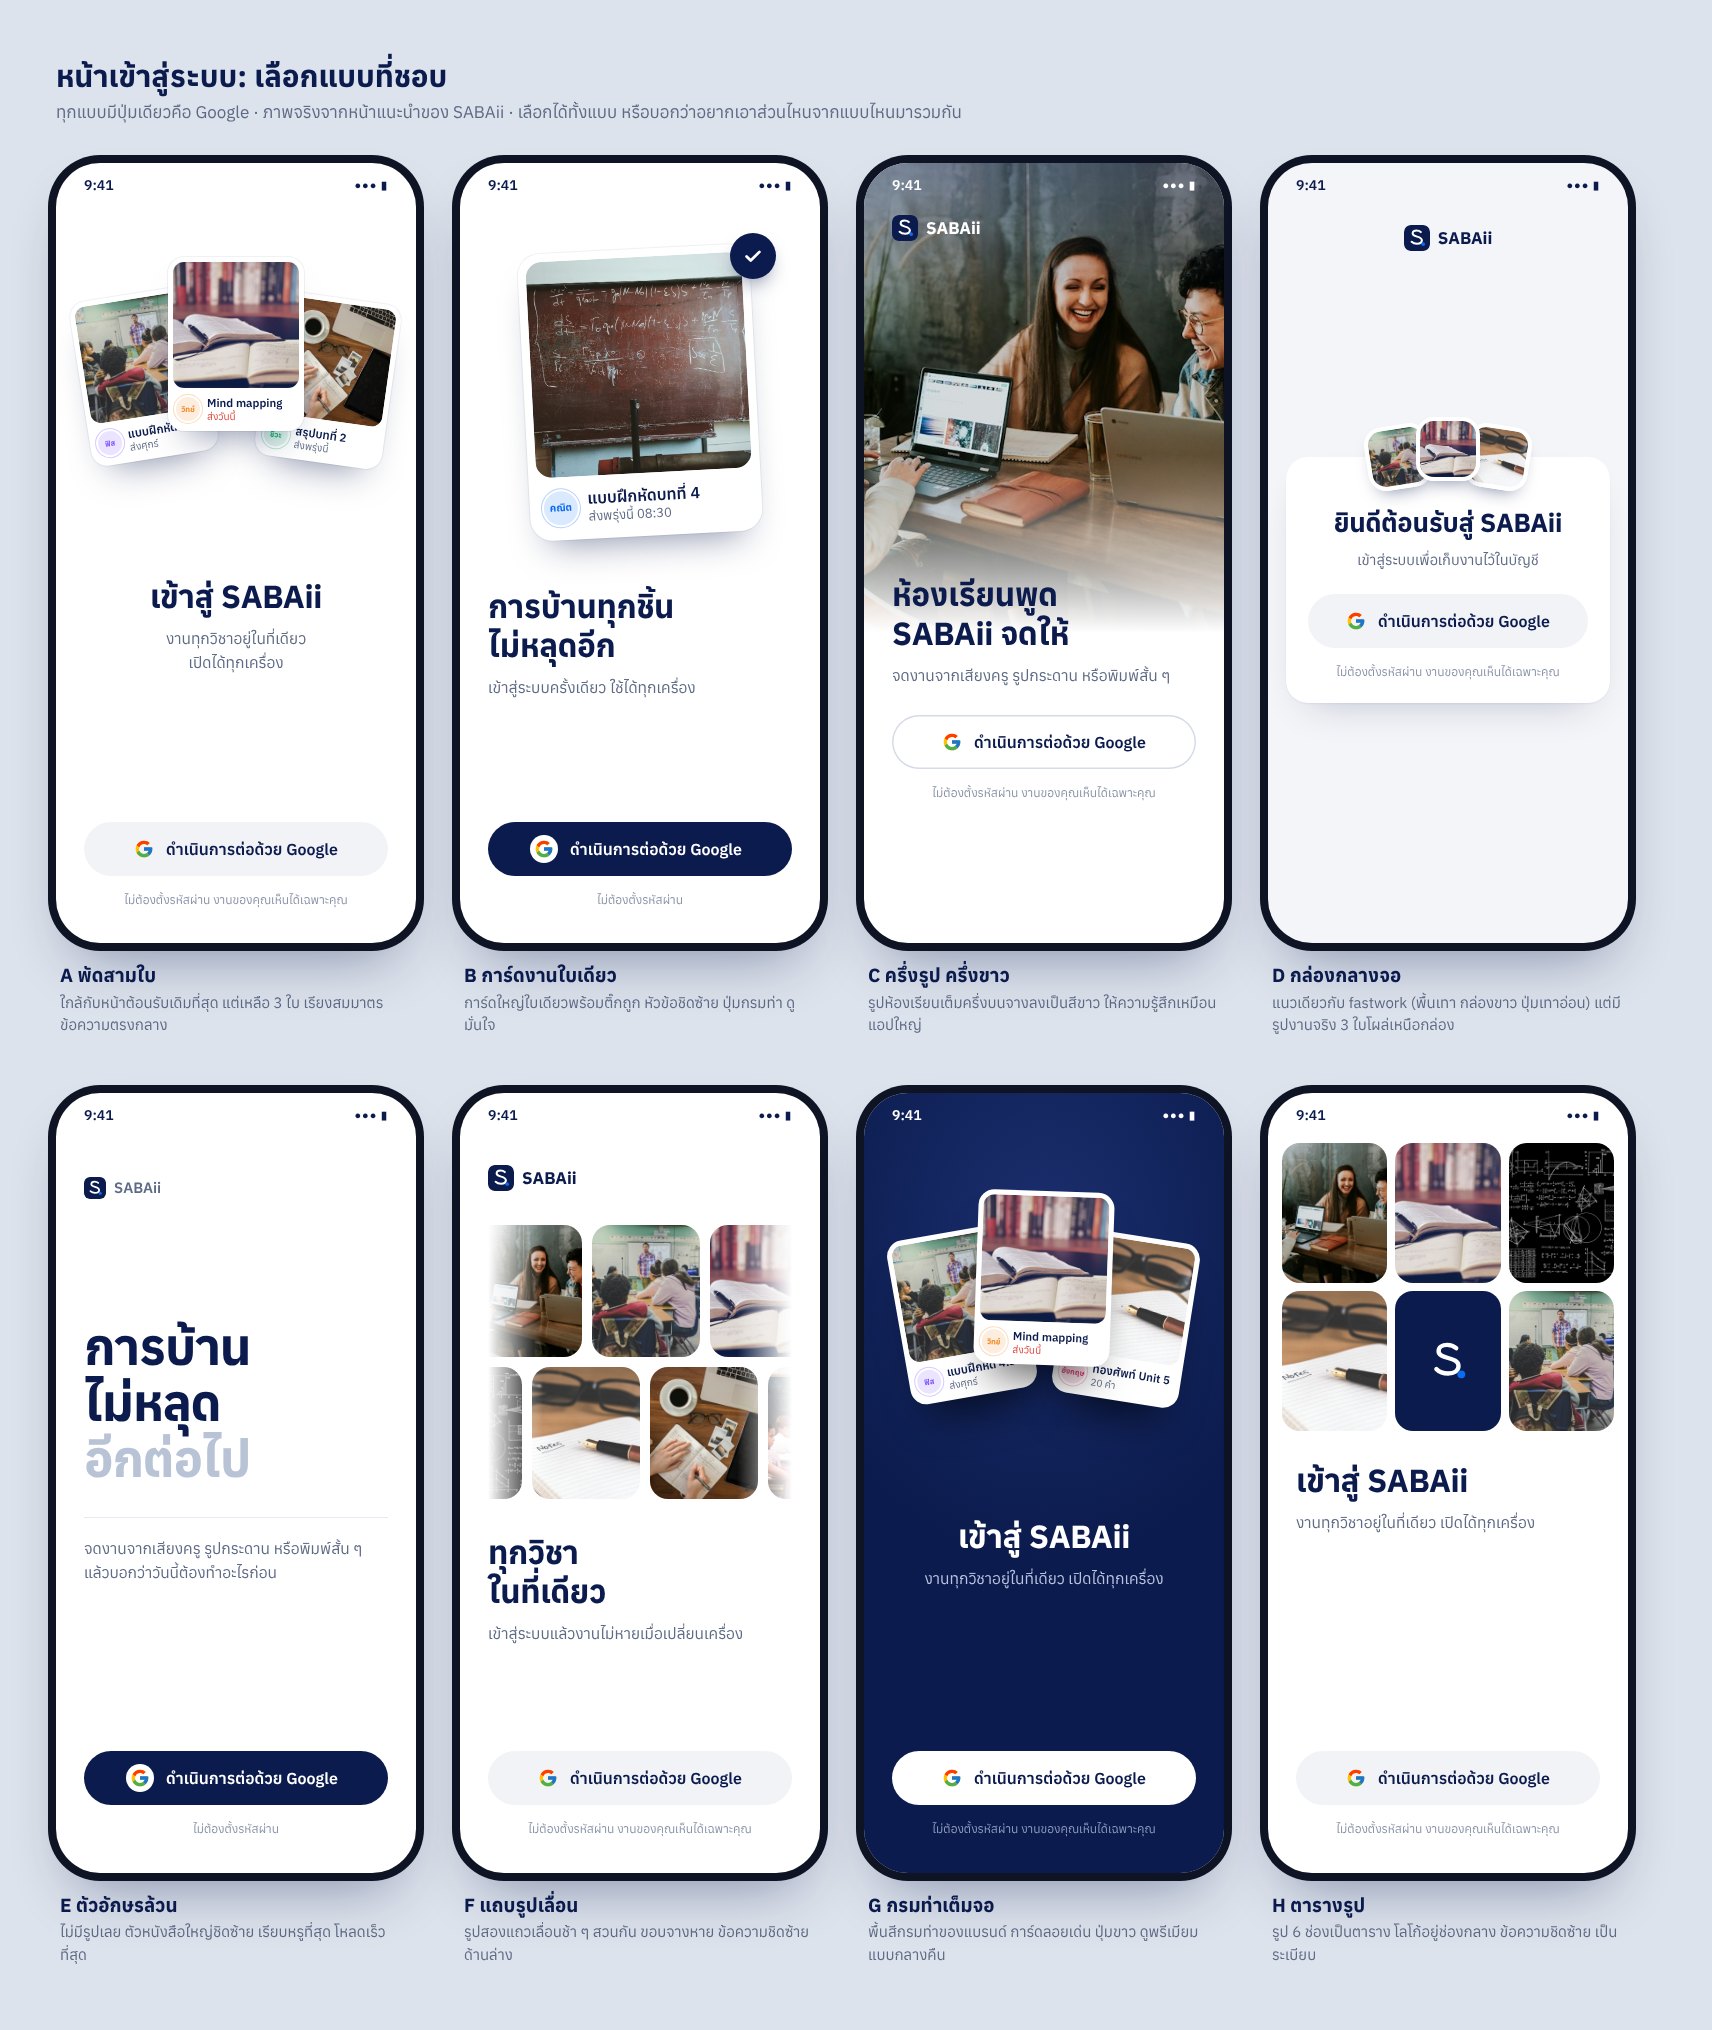 หน้าเข้าสู่ระบบ: เลือกแบบที่ชอบ
ทุกแบบมีปุ่มเดียวคือ Google · ภาพจริงจากหน้าแนะนำของ SABAii · เลือกได้ทั้งแบบ หรือบอกว่าอยากเอาส่วนไหนจากแบบไหนมารวมกัน
9:41
แบบฝึกหั
ส่งศุกร์
ฟิส
วิทย์
Mind mapping
ส่งวันนี้
ชีวะ
สรุปบทที่ 2
ส่งพรุ่งนี้
เข้าสู่ SABAii
งานทุกวิชาอยู่ในที่เดียว
เปิดได้ทุกเครื่อง
ดำเนินการต่อด้วย Google
ไม่ต้องตั้งรหัสผ่าน งานของคุณเห็นได้เฉพาะคุณ
A พัดสามใบ
ใกล้กับหน้าต้อนรับเดิมที่สุด แต่เหลือ 3 ใบ เรียงสมมาตร
ข้อความตรงกลาง
9:41
คณิต
แบบฝึกหัดบทที่ 4
ส่งพรุ่งนี้ 08:30
การบ้านทุกชิ้น
ไม่หลุดอีก
เข้าสู่ระบบครั้งเดียว ใช้ได้ทุกเครื่อง
ดำเนินการต่อด้วย Google
ไม่ต้องตั้งรหัสผ่าน
B การ์ดงานใบเดียว
การ์ดใหญ่ใบเดียวพร้อมติ๊กถูก หัวข้อชิดซ้าย ปุ่มกรมท่า ดู
มั่นใจ
9:41
S SABAii
ห้องเรียนพูด
SABAii จดให้
จดงานจากเสียงครู รูปกระดาน หรือพิมพ์สั้น ๆ
ดำเนินการต่อด้วย Google
ไม่ต้องตั้งรหัสผ่าน งานของคุณเห็นได้เฉพาะคุณ
C ครึ่งรูป ครึ่งขาว
รูปห้องเรียนเต็มครึ่งบนจางลงเป็นสีขาว ให้ความรู้สึกเหมือน
แอปใหญ่
9:41
S SABAii
ยินดีต้อนรับสู่ SABAii
เข้าสู่ระบบเพื่อเก็บงานไว้ในบัญชี
ดำเนินการต่อด้วย Google
ไม่ต้องตั้งรหัสผ่าน งานของคุณเห็นได้เฉพาะคุณ
D กล่องกลางจอ
แนวเดียวกับ fastwork (พื้นเทา กล่องขาว ปุ่มเทาอ่อน) แต่มี
รูปงานจริง 3 ใบโผล่เหนือกล่อง
9:41
S SABAii
การบ้าน
ไม่หลุด
อีกต่อไป
จดงานจากเสียงครู รูปกระดาน หรือพิมพ์สั้น ๆ
แล้วบอกว่าวันนี้ต้องทำอะไรก่อน
ดำเนินการต่อด้วย Google
ไม่ต้องตั้งรหัสผ่าน
E ตัวอักษรล้วน
ไม่มีรูปเลย ตัวหนังสือใหญ่ชิดซ้าย เรียบหรูที่สุด โหลดเร็ว
ที่สุด
9:41
S SABAii
ทุกวิชา
ในที่เดียว
เข้าสู่ระบบแล้วงานไม่หายเมื่อเปลี่ยนเครื่อง
ดำเนินการต่อด้วย Google
ไม่ต้องตั้งรหัสผ่าน งานของคุณเห็นได้เฉพาะคุณ
F แถบรูปเลื่อน
รูปสองแถวเลื่อนช้า ๆ สวนกัน ขอบจางหาย ข้อความชิดซ้าย
ด้านล่าง
9:41
ฟิส
แบบฝึกหัด
ส่งศุกร์
วิทย์
Mind mapping
ส่งวันนี้
อังกฤษ
ท่องศัพท์ Unit 5
20 คำ
เข้าสู่ SABAii
งานทุกวิชาอยู่ในที่เดียว เปิดได้ทุกเครื่อง
ดำเนินการต่อด้วย Google
ไม่ต้องตั้งรหัสผ่าน งานของคุณเห็นได้เฉพาะคุณ
G กรมท่าเต็มจอ
พื้นสีกรมท่าของแบรนด์ การ์ดลอยเด่น ปุ่มขาว ดูพรีเมียม
แบบกลางคืน
9:41
S
เข้าสู่ SABAii
งานทุกวิชาอยู่ในที่เดียว เปิดได้ทุกเครื่อง
ดำเนินการต่อด้วย Google
ไม่ต้องตั้งรหัสผ่าน งานของคุณเห็นได้เฉพาะคุณ
H ตารางรูป
รูป 6 ช่องเป็นตาราง โลโก้อยู่ช่องกลาง ข้อความชิดซ้าย เป็น
ระเบียบ